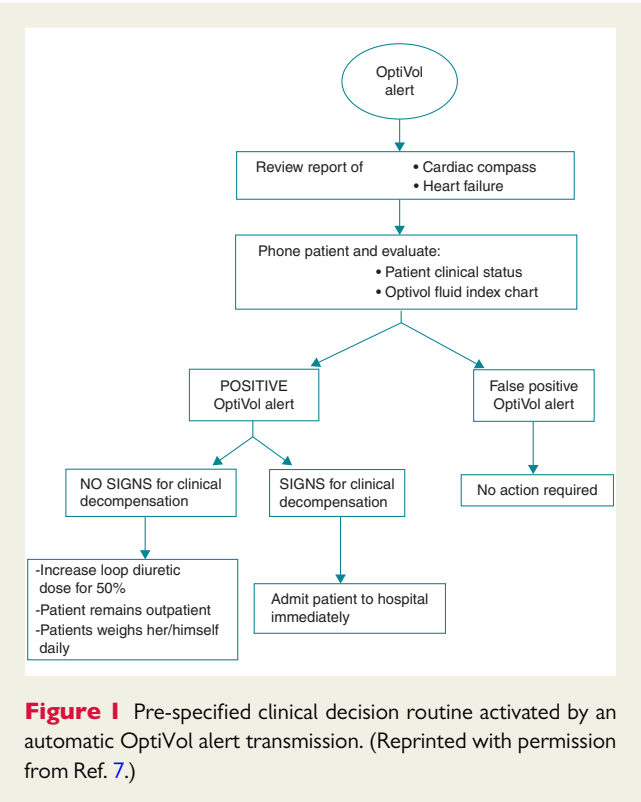 OptiVol
alert
Review report of • Cardiac compass
• Heart failure
Phone patient and evaluate:
• Patient clinical status
• Optivol fluid index chart
POSITIVE
OptiVol alert
False positive
OptiVol alert
NO SIGNS for clinical
decompensation
SIGNS for clinical
decompensation
No action required
-Increase loop diuretic
dose for 50%
-Patient remains outpatient
-Patients weighs her/himself
daily
Admit patient to hospital
immediately
Figure 1 Pre-specified clinical decision routine activated by an
automatic OptiVol alert transmission. (Reprinted with permission
from Ref. 7.)